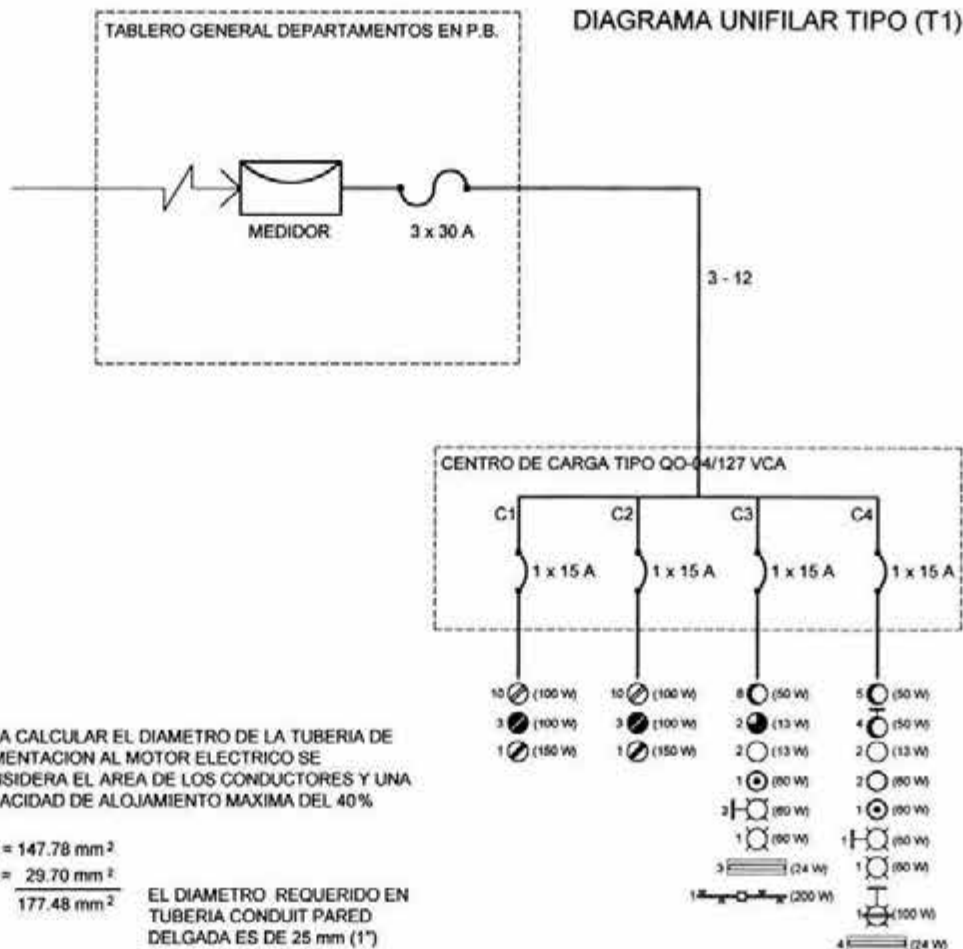 DIAGRAMA UNIFILAR TIPO (T1)
TABLERO GENERAL DEPARTAMENTOS EN P.B.
MEDIDOR
3 x 30 A
3 - 12
CENTRO DE CARGA TIPO QO-04/127 VCA
C1 C2 C3 C4
1 x 15 A 1 x 15 A 1 x 15 A 1 x 15 A
10 (100 W) 10 (100 W) 8 (50 W) 5 (50 W)
3 (100 W) 3 (100 W) 2 (13 W) 4 (50 W)
1 (150 W) 1 (150 W) 2 (13 W) 2 (13 W)
1 (60 W) 2 (60 W)
(60 W) 1 (60 W)
1 (60 W) 1 (60 W)
3 (24 W) 1 (60 W)
1 (200 W) 1 (100 W)
4 (24 W)
A CALCULAR EL DIAMETRO DE LA TUBERIA DE
MENTACION AL MOTOR ELECTRICO SE
NSIDERA EL AREA DE LOS CONDUCTORES Y UNA
ACIDAD DE ALOJAMIENTO MAXIMA DEL 40%
= 147.78 mm²
= 29.70 mm²
177.48 mm²
EL DIAMETRO REQUERIDO EN
TUBERIA CONDUIT PARED
DELGADA ES DE 25 mm (1")